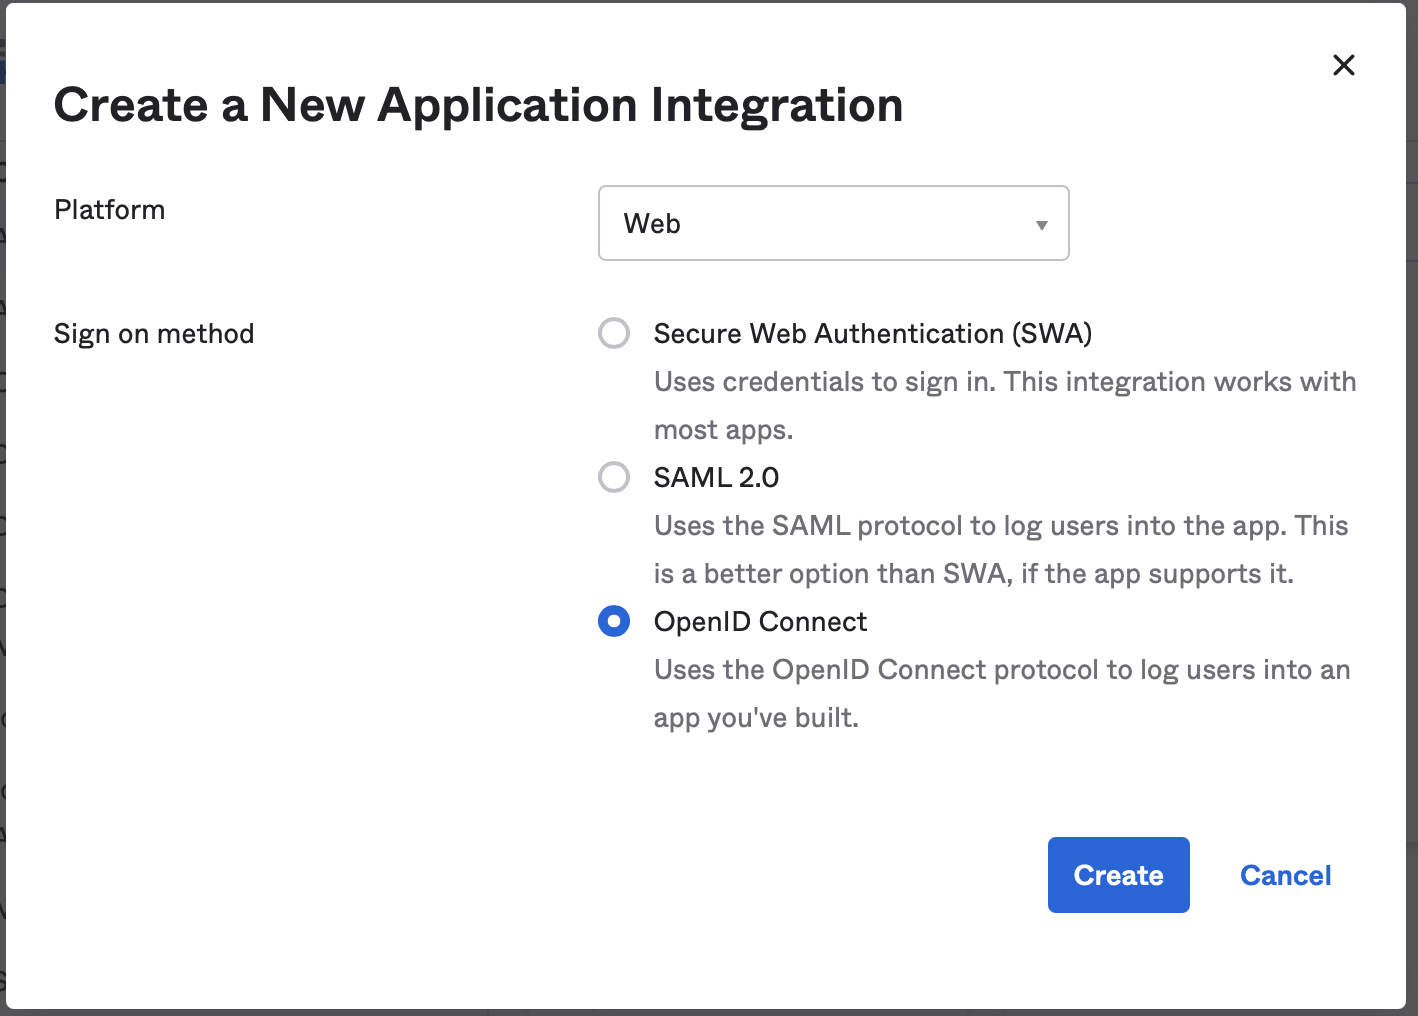 Create a New Application Integration
Platform
Web
Sign on method
Secure Web Authentication (SWA)
Uses credentials to sign in. This integration works with
most apps.
SAML 2.0
Uses the SAML protocol to log users into the app. This
is a better option than SWA, if the app supports it.
OpenID Connect
Uses the OpenID Connect protocol to log users into an
app you've built.
Create
Cancel